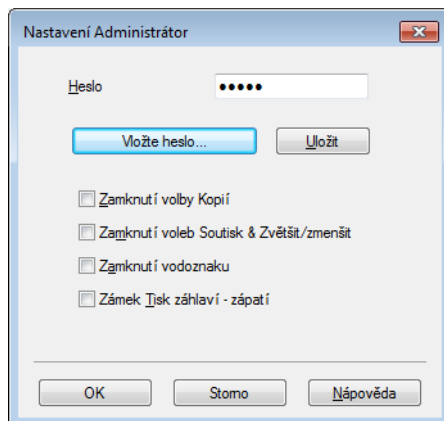 Nastavení Administrátor
Heslo •••••
Vložte heslo... Uložit
Zamknutí volby Kopií
Zamknutí voleb Soutisk & Zvětšit/zmenšit
Zamknutí vodoznaku
Zámek Tisk záhlaví - zápatí
OK Storno Nápověda